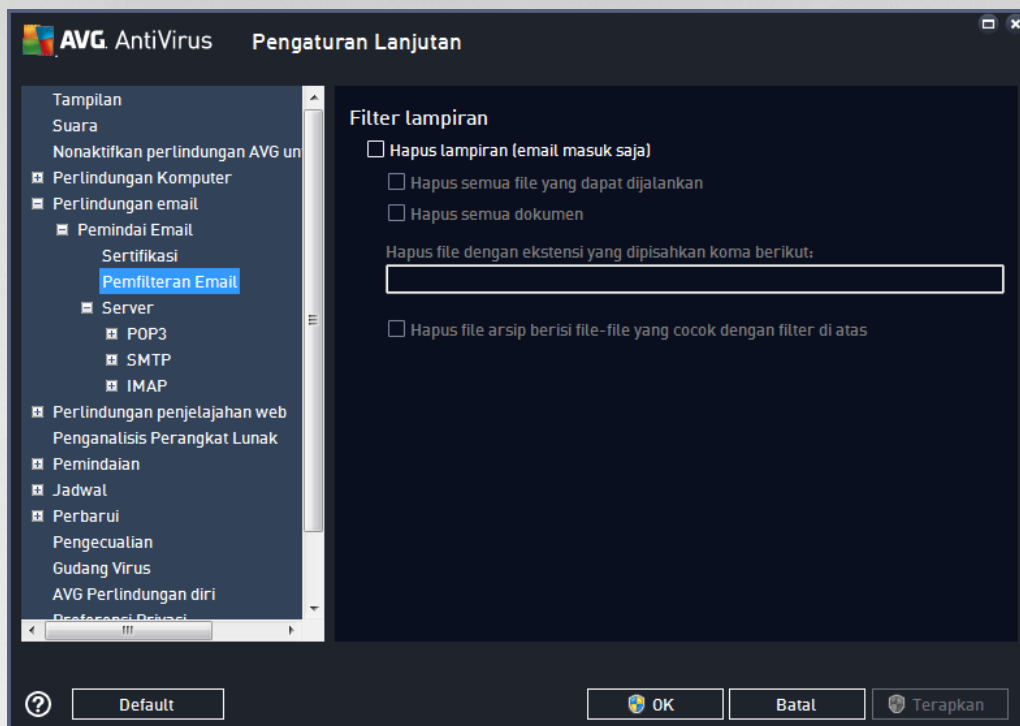 AVG. AntiVirus Pengaturan Lanjutan
Tampilan
Suara
Nonaktifkan perlindungan AVG un
Perlindungan Komputer
Perlindungan email
Pemindai Email
Sertifikasi
Pemfilteran Email
Server
POP3
SMTP
IMAP
Perlindungan penjelajahan web
Penganalisis Perangkat Lunak
Pemindaian
Jadwal
Perbarui
Pengecualian
Gudang Virus
AVG Perlindungan diri
Preferensi Privasi
Filter lampiran
Hapus lampiran (email masuk saja)
Hapus semua file yang dapat dijalankan
Hapus semua dokumen
Hapus file dengan ekstensi yang dipisahkan koma berikut:
Hapus file arsip berisi file-file yang cocok dengan filter di atas
Default
OK
Batal
Terapkan